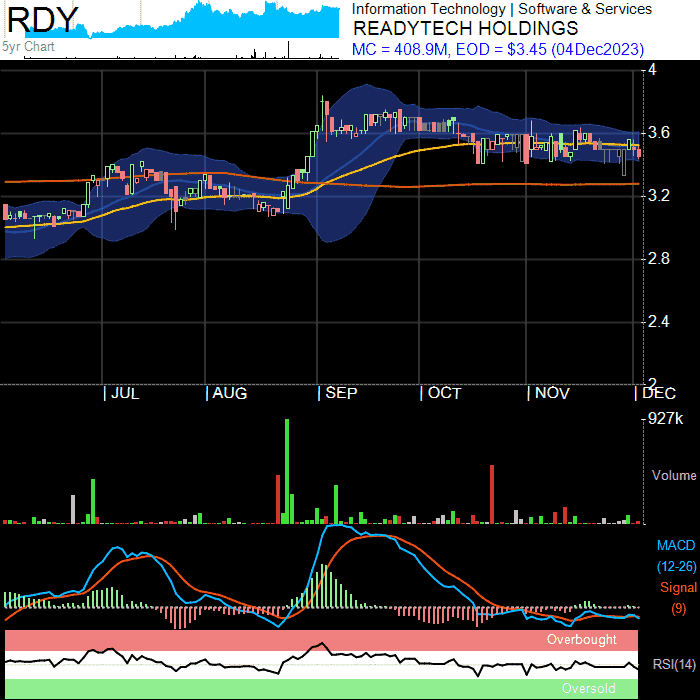 RDY
5yr Chart
Information Technology | Software & Services
READYTECH HOLDINGS
MC = 408.9M, EOD = $3.45 (04Dec2023)
4
3.6
3.2
2.8
2.4
2
JUL AUG SEP OCT NOV DEC
927k
Volume
MACD
(12-26)
Signal
(9)
Overbought
RSI(14)
Oversold